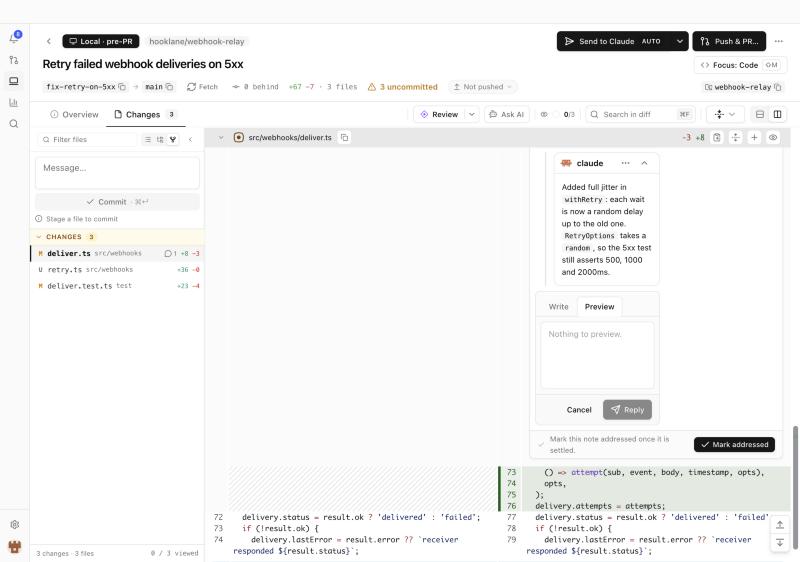 8
Local · pre-PR
hooklane/webhook-relay
Send to Claude AUTO
Push & PR...
Retry failed webhook deliveries on 5xx
Focus: Code
M
fix-retry-on-5xx → main
Fetch
0 behind +67 −7 · 3 files
3 uncommitted
Not pushed
webhook-relay
Overview
Changes 3
Review
Ask AI
0/3
Search in diff ⌘F
Filter files
src/webhooks/deliver.ts
-3 +8
Message...
Commit · ⌘↵
Stage a file to commit
CHANGES 3
M deliver.ts src/webhooks 1 +8 −3
U retry.ts src/webhooks +36 −0
M deliver.test.ts test +23 −4
claude
Added full jitter in
withRetry : each wait
is now a random delay
up to the old one.
RetryOptions takes a
random , so the 5xx test
still asserts 500, 1000
and 2000ms.
Write Preview
Nothing to preview.
Cancel Reply
Mark this note addressed once it is
settled.
Mark addressed
73 () => attempt(sub, event, body, timestamp, opts),
74 opts,
75 );
76 delivery.attempts = attempts;
72 delivery.status = result.ok ? 'delivered' : 'failed';
77 delivery.status = result.ok ? 'delivered' : 'failed'
73 if (!result.ok) {
78 if (!result.ok) {
74 delivery.lastError = result.error ?? `receiver
responded ${result.status}`;
79 delivery.lastError = result.error ?? `receiver
responded ${result.status}`;
3 changes · 3 files
0 / 3 viewed